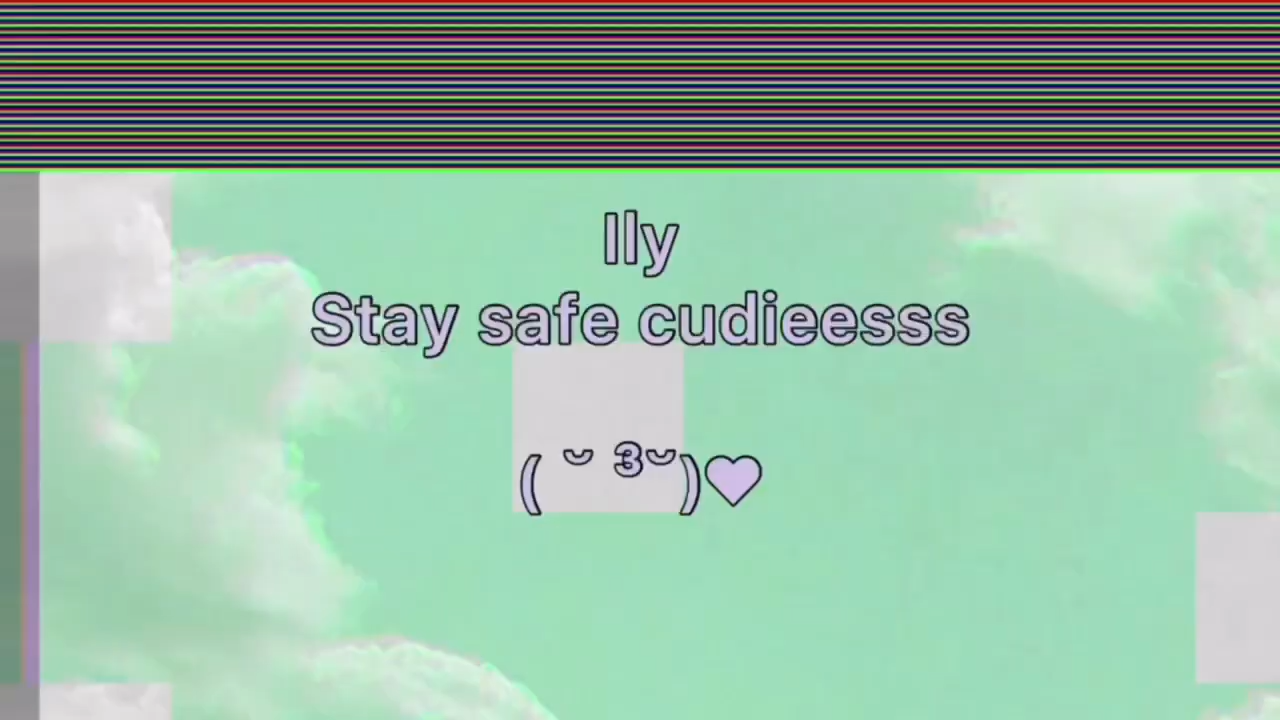 Ily
Stay safe cudieesss
( ˘ ³˘)♥